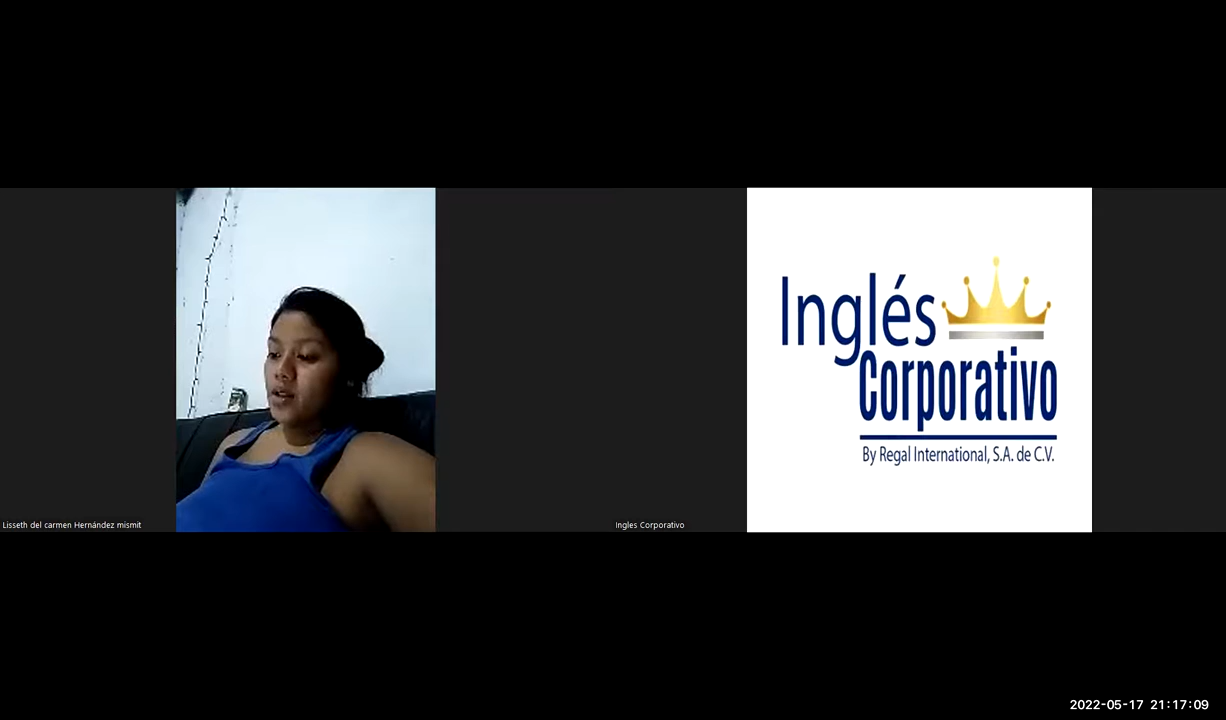 Inglés
Corporativo
By Regal International, S.A. de C.V.
Lisseth del carmen Hernández mismit
Ingles Corporativo
2022-05-17 21:17:09